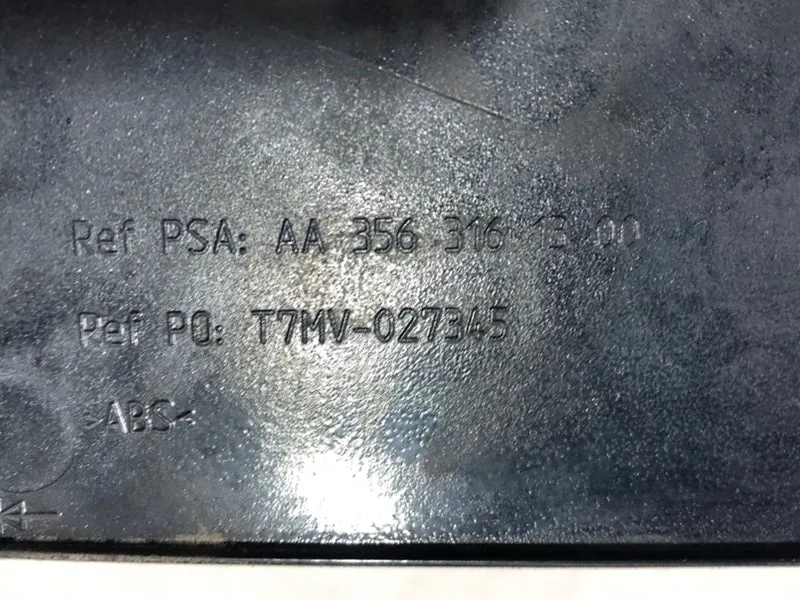 Ref PSA: AA 356 316 13 00
Ref PO: T7MV-027345
>ABS<